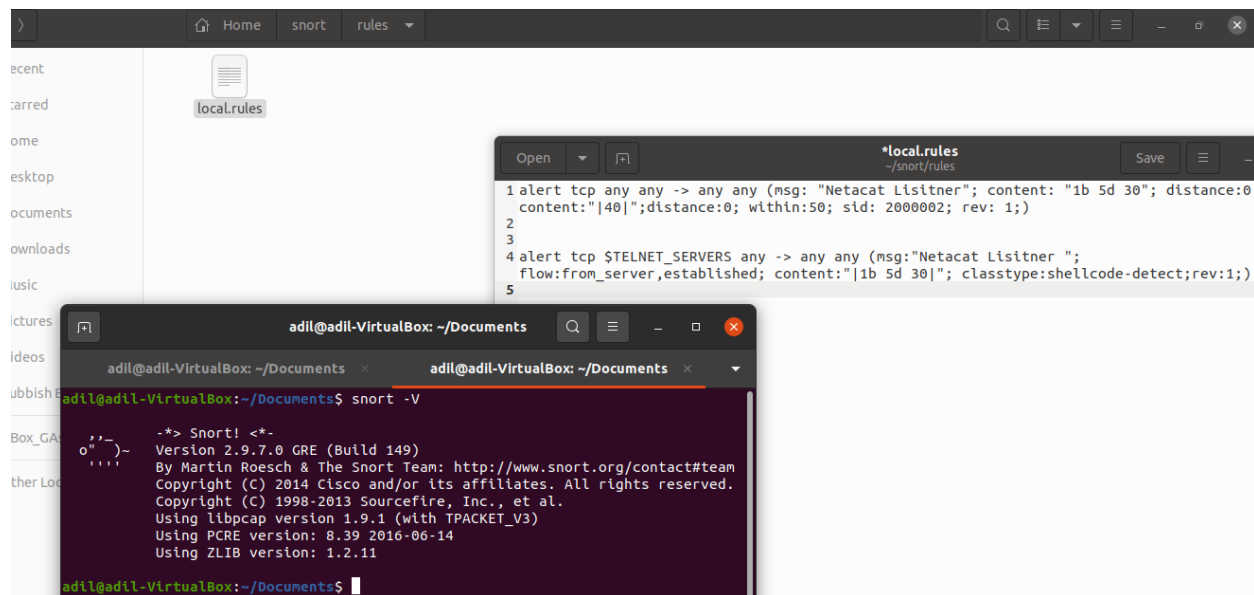 Home snort rules
ecent
tarred
ome
esktop
ocuments
ownloads
usic
ictures
ideos
ubbish E
Box_GA
ther Loc
local.rules
Open
*local.rules
~/snort/rules
Save
1 alert tcp any any -> any any (msg: "Netacat Lisitner"; content: "1b 5d 30"; distance:0
content:"|40|";distance:0; within:50; sid: 2000002; rev: 1;)
2
3
4 alert tcp $TELNET_SERVERS any -> any any (msg:"Netacat Lisitner ";
flow:from_server,established; content:"|1b 5d 30|"; classtype:shellcode-detect;rev:1;)
5
adil@adil-VirtualBox: ~/Documents
adil@adil-VirtualBox: ~/Documents
adil@adil-VirtualBox: ~/Documents
adil@adil-VirtualBox:~/Documents$ snort -V
,,_ -*> Snort! <*-
o" )~ Version 2.9.7.0 GRE (Build 149)
'''' By Martin Roesch & The Snort Team: http://www.snort.org/contact#team
Copyright (C) 2014 Cisco and/or its affiliates. All rights reserved.
Copyright (C) 1998-2013 Sourcefire, Inc., et al.
Using libpcap version 1.9.1 (with TPACKET_V3)
Using PCRE version: 8.39 2016-06-14
Using ZLIB version: 1.2.11
adil@adil-VirtualBox:~/Documents$